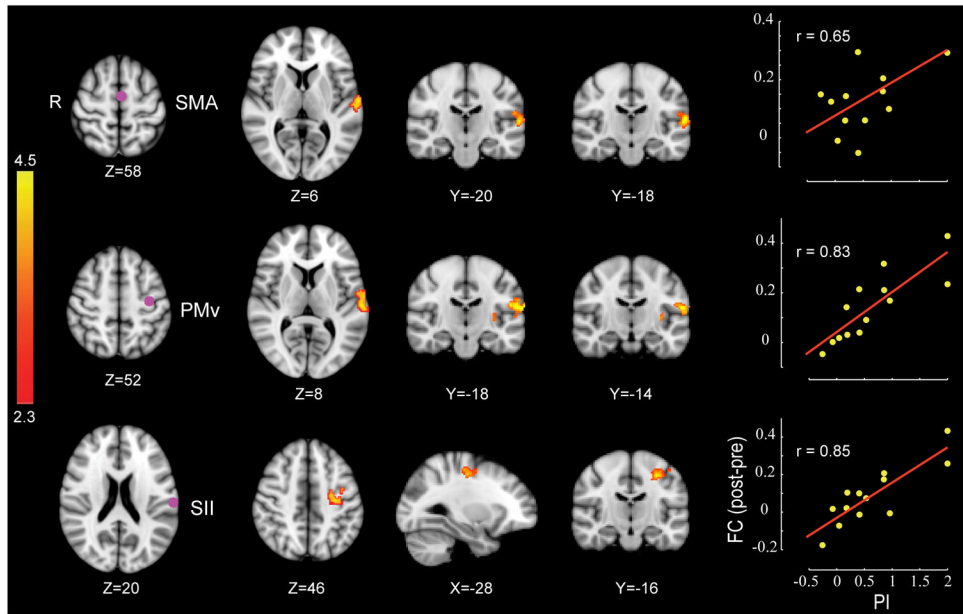 R
SMA
Z=58
Z=6
Y=-20
Y=-18
r = 0.65
0.4
0.2
0
4.5
2.3
PMv
Z=52
Z=8
Y=-18
Y=-14
r = 0.83
0.4
0.2
0
SII
Z=20
Z=46
X=-28
Y=-16
r = 0.85
0.4
0.2
0
-0.2
FC (post-pre)
-0.5 0 0.5 1 1.5 2
PI